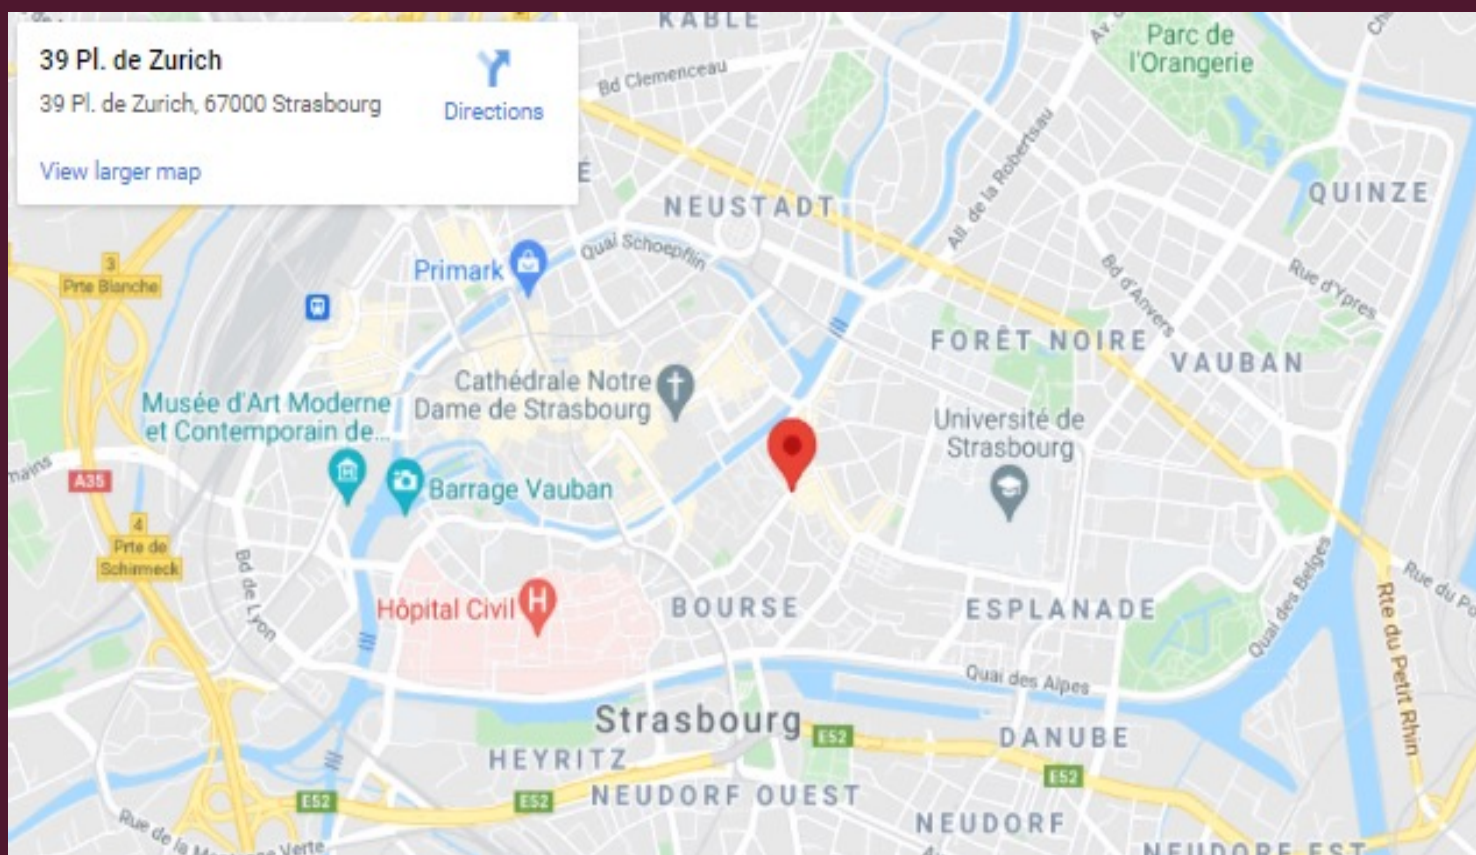 39 Pl. de Zurich
39 Pl. de Zurich, 67000 Strasbourg
Directions
View larger map
KABLÉ
Bd Clemenceau
Parc de
l'Orangerie
All. de la Robertsau
QUINZE
NEUSTADT
Quai Schoepflin
Primark
3
Prte Blanche
Bd d'Anvers
Rue d'Ypres
FORÊT NOIRE
VAUBAN
Cathédrale Notre
Dame de Strasbourg
Musée d'Art Moderne
et Contemporain de...
Université de
Strasbourg
A35
Barrage Vauban
4
Prte de
Schirmeck
Bd de Lyon
Hôpital Civil
H
BOURSE
ESPLANADE
Quai des Belges
Rte du Petit Rhin
Quai des Alpes
Strasbourg
E52
DANUBE
HEYRITZ
E52
E52
E52
NEUDORF OUEST
NEUDORF
NEUDORF EST